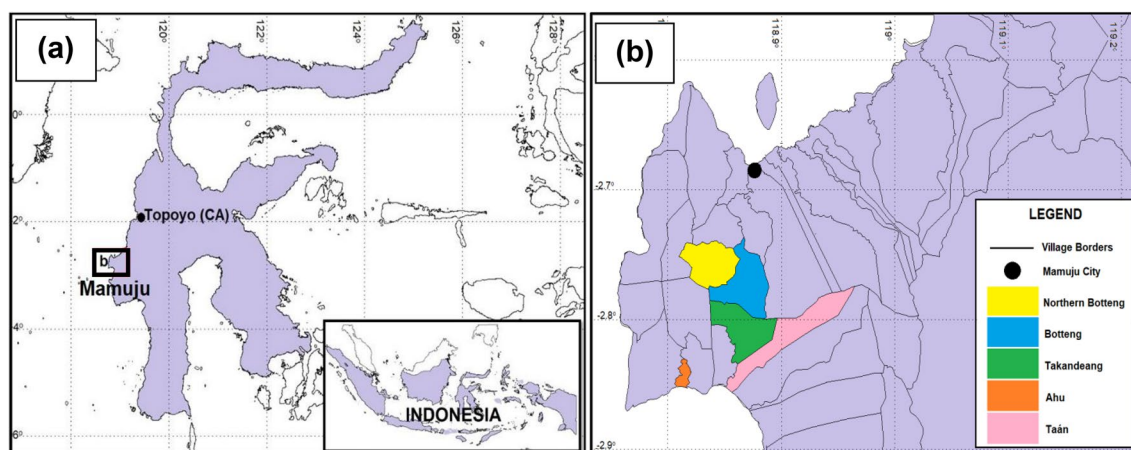 (a)
120°
122°
124°
126°
128°
0°
2°
4°
6°
Topoyo (CA)
b
Mamuju
INDONESIA
(b)
118.9°
119°
119.1°
119.2°
-2.7°
-2.8°
-2.9°
LEGEND
Village Borders
Mamuju City
Northern Botteng
Botteng
Takandeang
Ahu
Taán